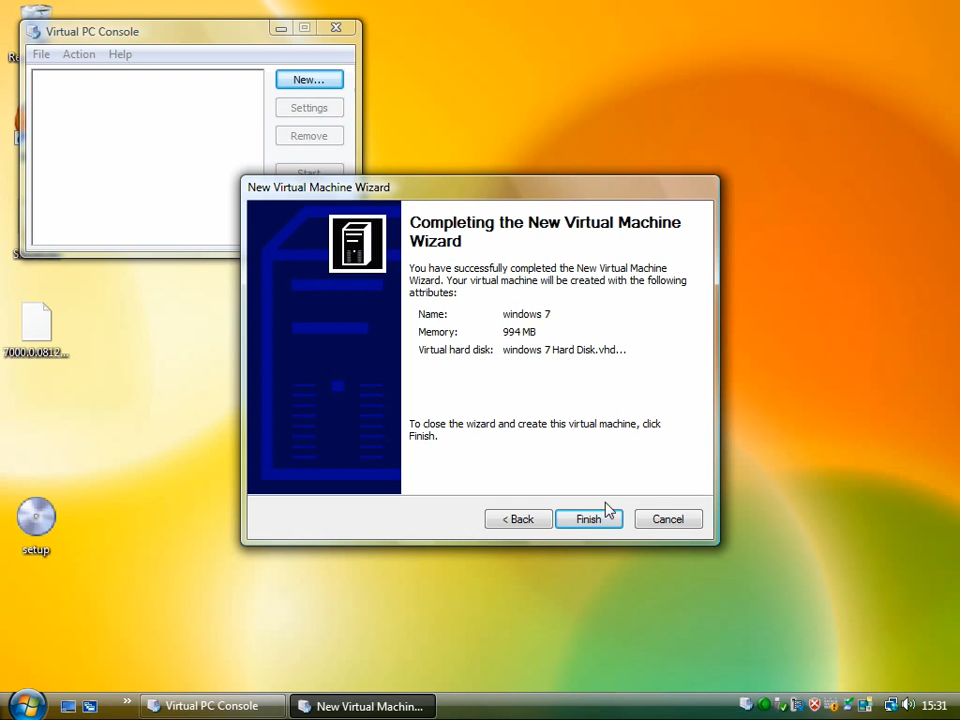 Virtual PC Console
File Action Help
New...
Settings
Remove
Start
New Virtual Machine Wizard
Completing the New Virtual Machine
Wizard
You have successfully completed the New Virtual Machine
Wizard. Your virtual machine will be created with the following
attributes:
Name: windows 7
Memory: 994 MB
Virtual hard disk: windows 7 Hard Disk.vhd...
To close the wizard and create this virtual machine, click
Finish.
< Back
Finish
Cancel
7000.0.0812...
setup
Virtual PC Console
New Virtual Machin...
15:31